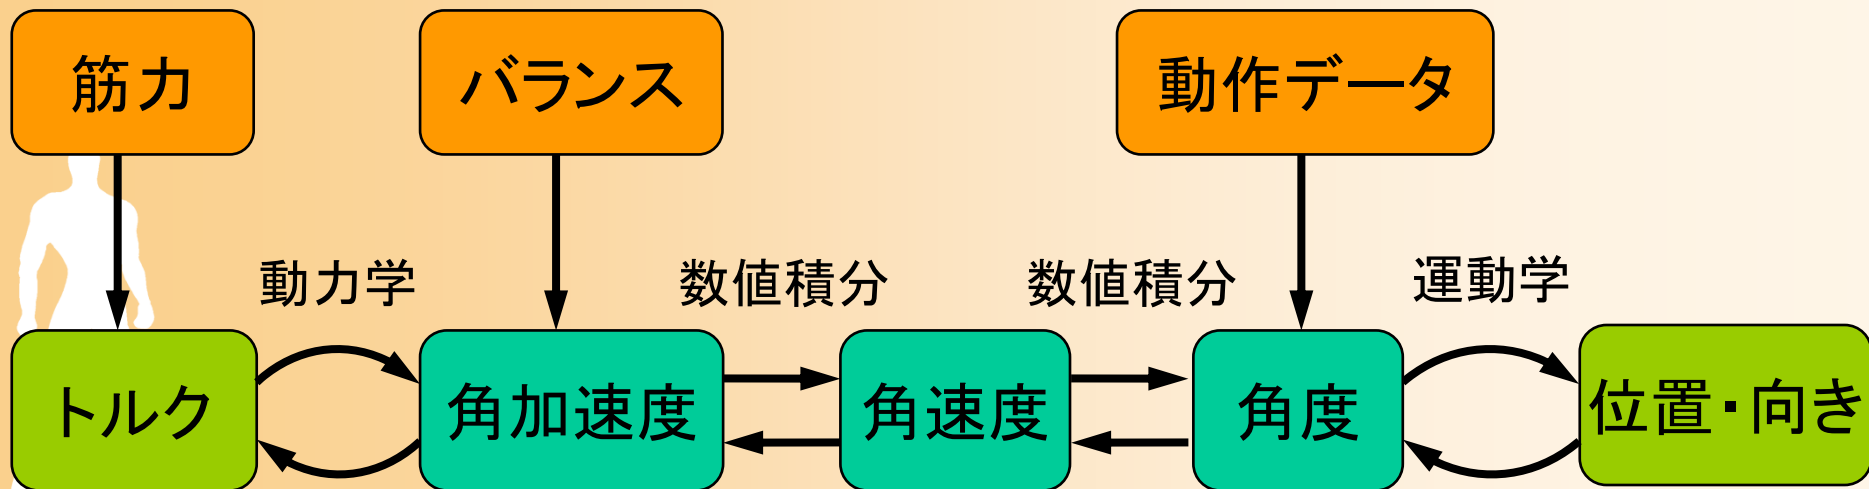 筋力
バランス
動作データ
動力学
数値積分
数値積分
運動学
トルク
角加速度
角速度
角度
位置・向き